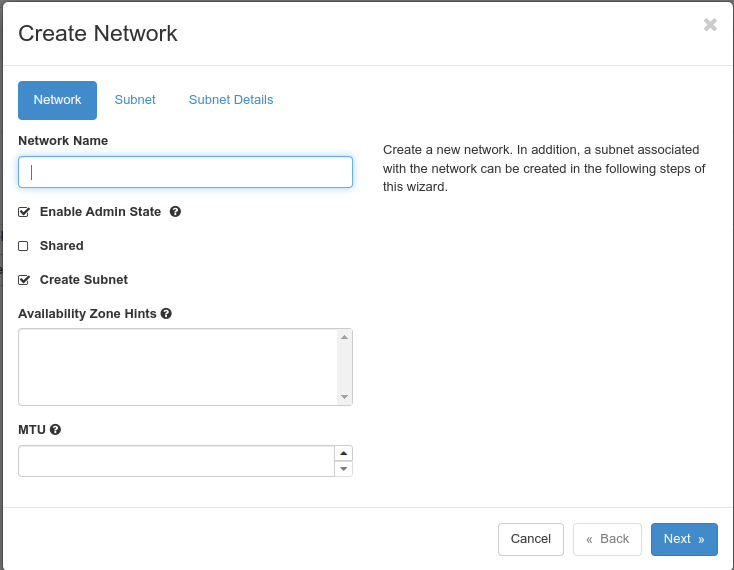 Create Network
Network Subnet Subnet Details
Network Name
Create a new network. In addition, a subnet associated
with the network can be created in the following steps of
this wizard.
Enable Admin State
Shared
Create Subnet
Availability Zone Hints
MTU
Cancel « Back Next »